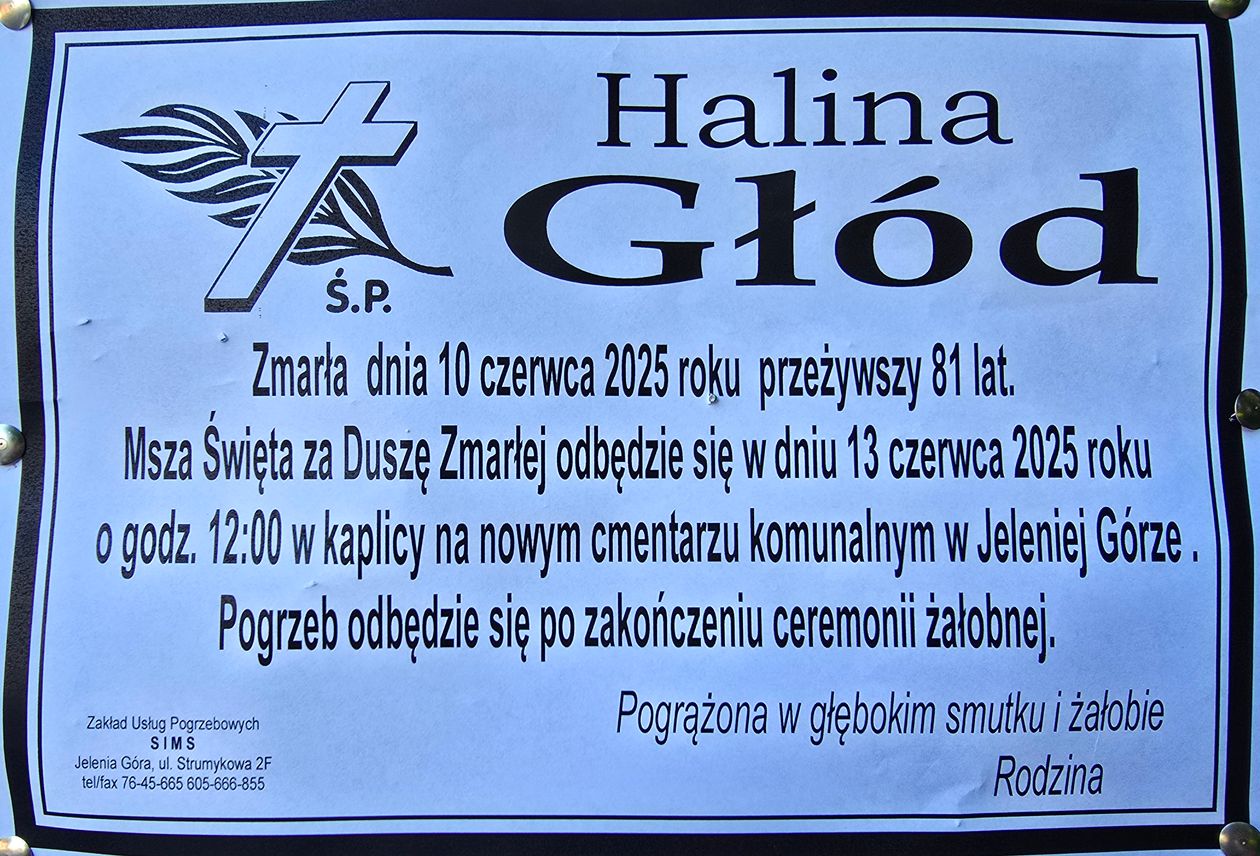 Halina
Głód
Ś.P.
Zmarła dnia 10 czerwca 2025 roku przeżywszy 81 lat.
Msza Święta za Duszę Zmarłej odbędzie się w dniu 13 czerwca 2025 roku
o godz. 12:00 w kaplicy na nowym cmentarzu komunalnym w Jeleniej Górze .
Pogrzeb odbędzie się po zakończeniu ceremonii żałobnej.
Pogrążona w głębokim smutku i żałobie
Rodzina
Zakład Usług Pogrzebowych
SIMS
Jelenia Góra, ul. Strumykowa 2F
tel/fax 76-45-665 605-666-855